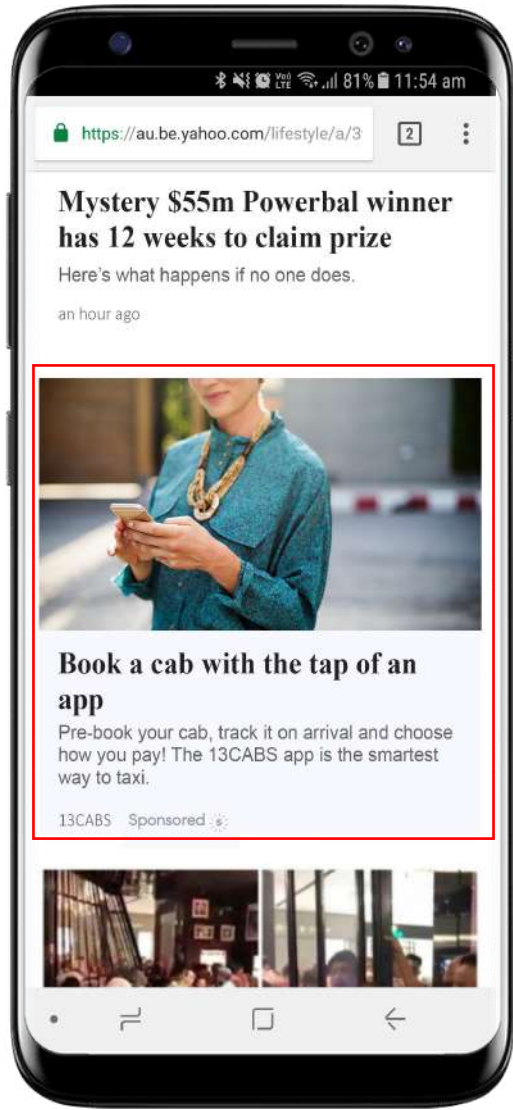 Voo) LTE 81% 11:54 am
https://au.be.yahoo.com/lifestyle/a/3
2
Mystery $55m Powerbal winner
has 12 weeks to claim prize
Here's what happens if no one does.
an hour ago
Book a cab with the tap of an
app
Pre-book your cab, track it on arrival and choose
how you pay! The 13CABS app is the smartest
way to taxi.
13CABS Sponsored $